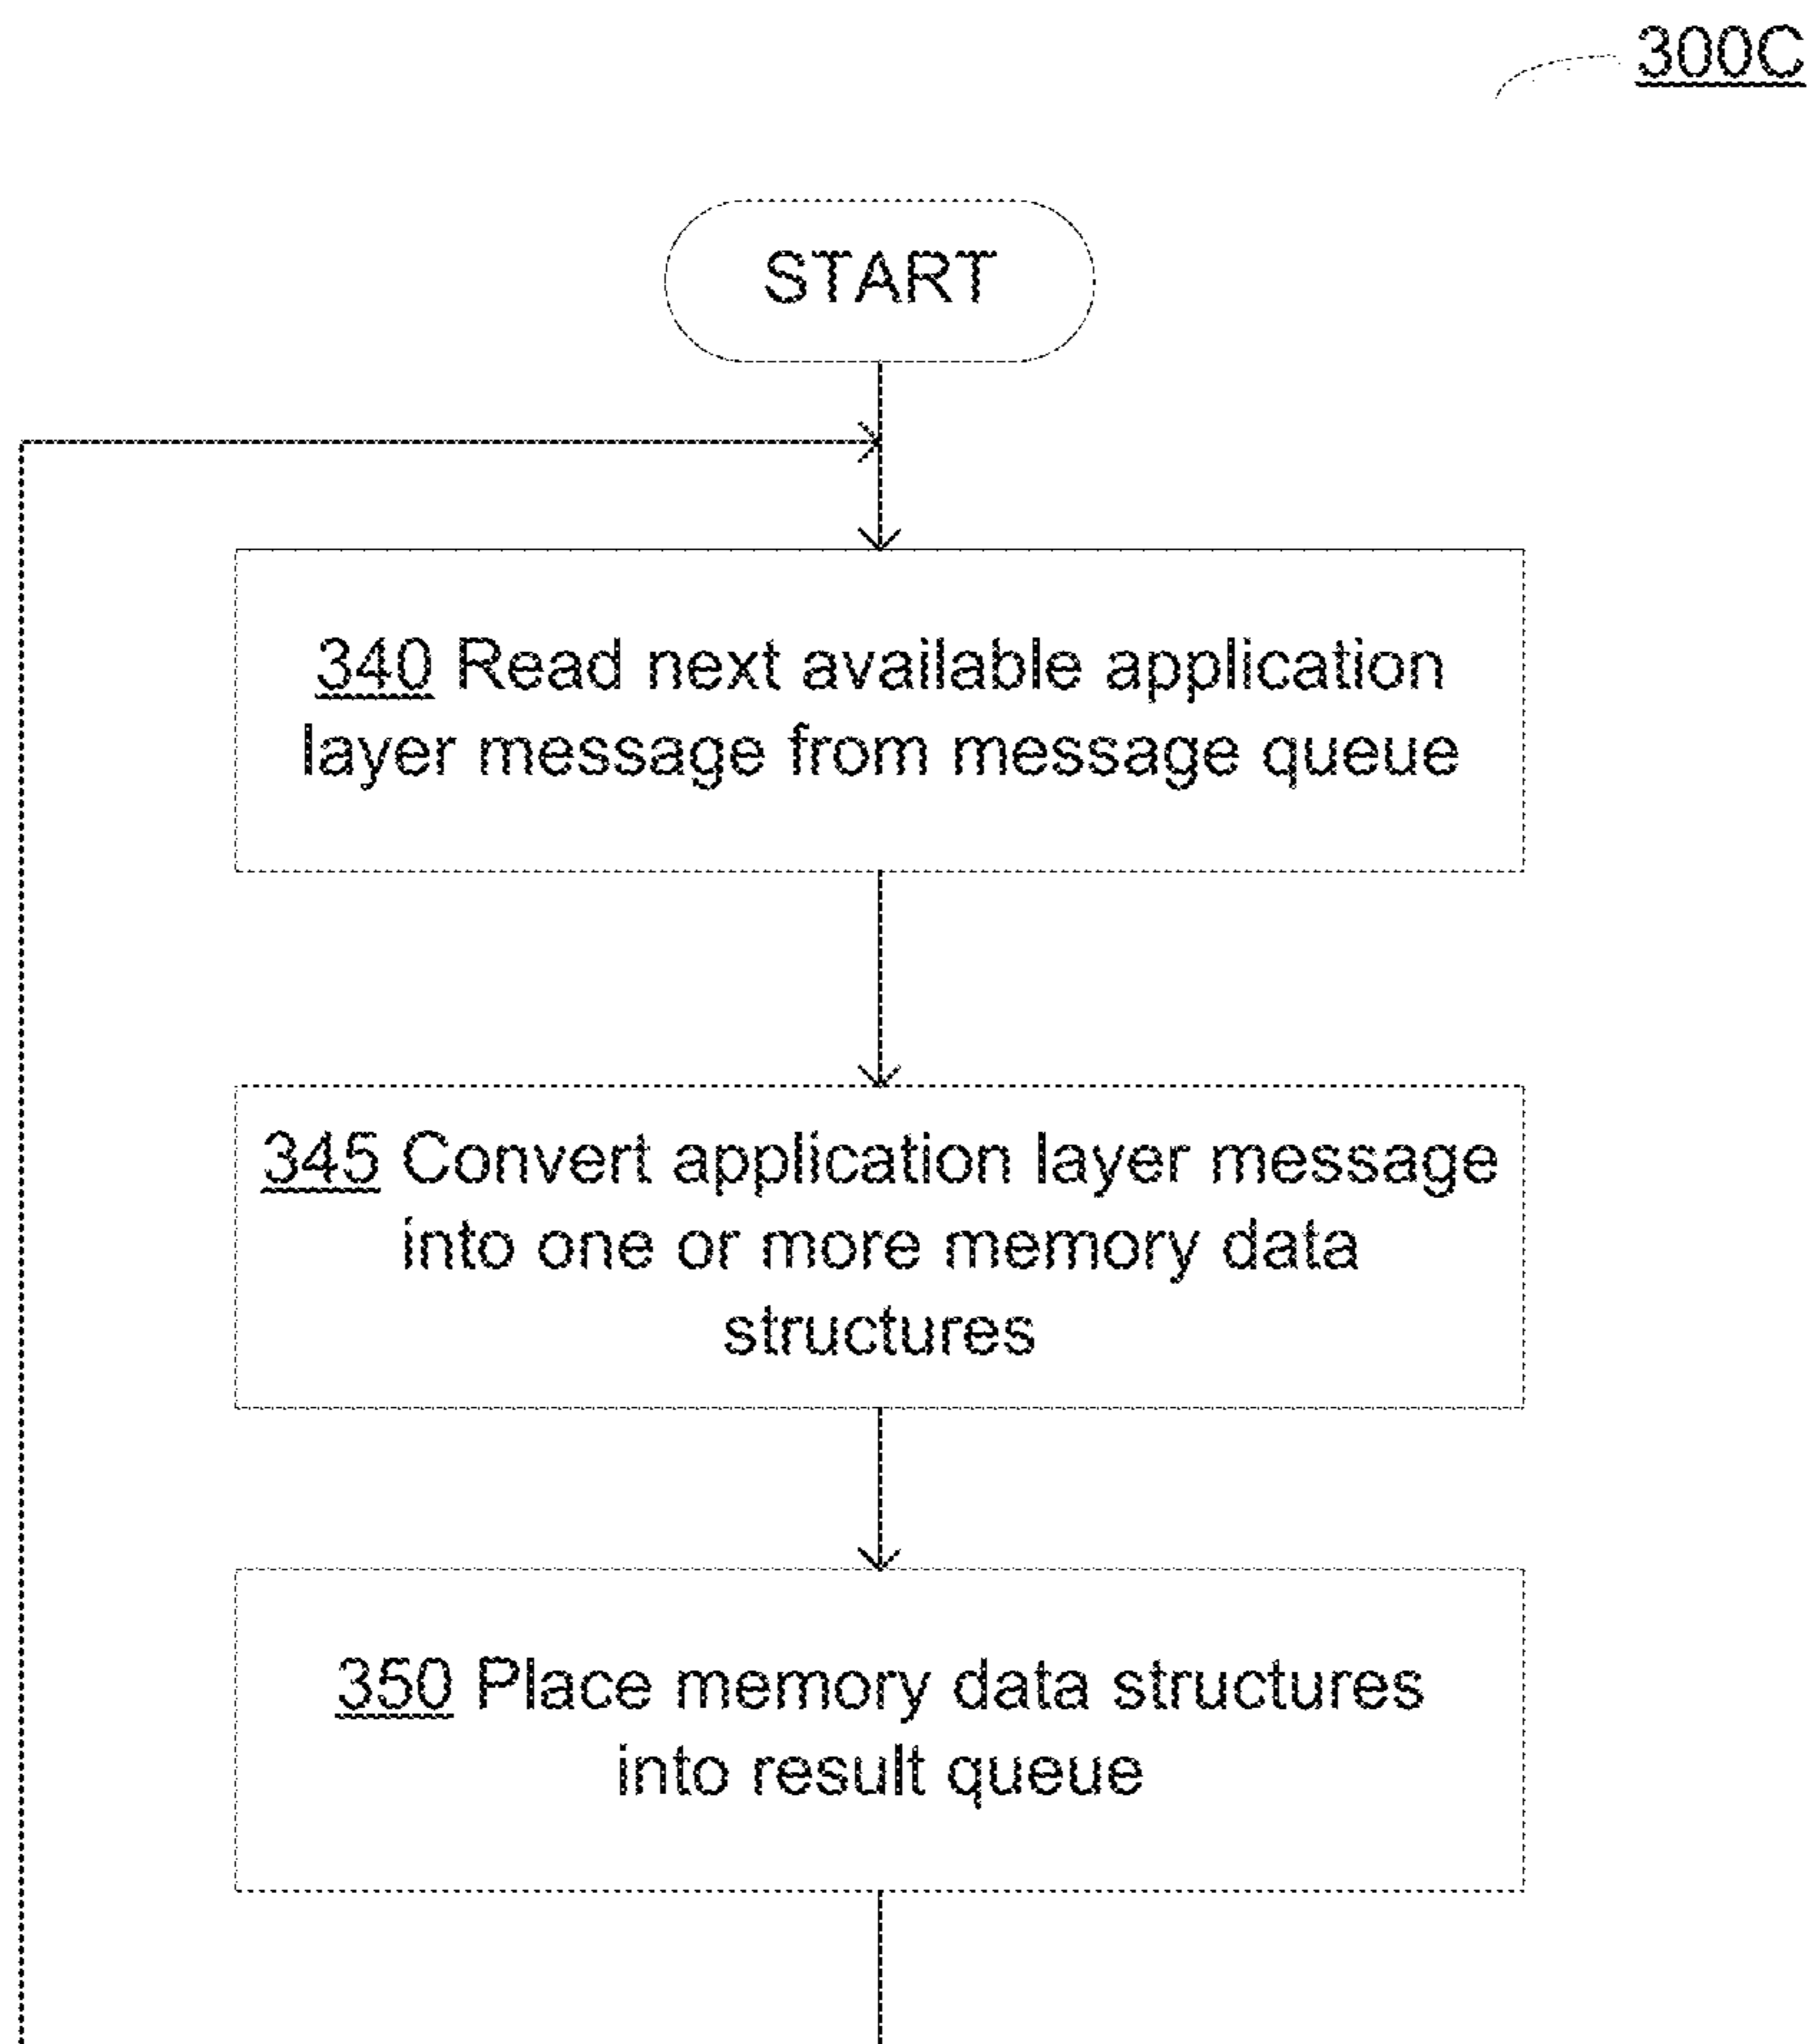 300C
START
340 Read next available application
layer message from message queue
345 Convert application layer message
into one or more memory data
structures
350 Place memory data structures
into result queue